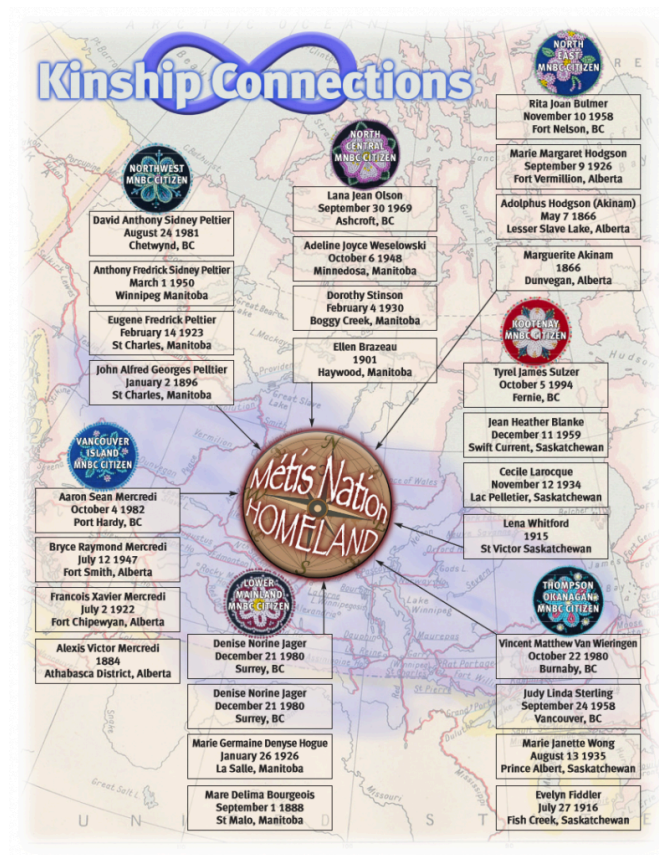 Kinship Connections
NORTH
EAST
MNBC CITIZEN
Rita Joan Bulmer
November 10 1958
Fort Nelson, BC
Marie Margaret Hodgson
September 9 1926
Fort Vermillion, Alberta
Adolphus Hodgson (Akinam)
May 7 1866
Lesser Slave Lake, Alberta
Marguerite Akinam
1866
Dunvegan, Alberta
NORTH
CENTRAL
MNBC CITIZEN
Lana Jean Olson
September 30 1969
Ashcroft, BC
Adeline Joyce Weselowski
October 6 1948
Minnedosa, Manitoba
Dorothy Stinson
February 4 1930
Boggy Creek, Manitoba
Ellen Brazeau
1901
Haywood, Manitoba
NORTHWEST
MNBC CITIZEN
David Anthony Sidney Peltier
August 24 1981
Chetwynd, BC
Anthony Fredrick Sidney Peltier
March 1 1950
Winnipeg Manitoba
Eugene Fredrick Peltier
February 14 1923
St Charles, Manitoba
John Alfred Georges Pelltier
January 2 1896
St Charles, Manitoba
KOOTENAY
MNBC CITIZEN
Tyrel James Sulzer
October 5 1994
Fernie, BC
Jean Heather Blanke
December 11 1959
Swift Current, Saskatchewan
Cecile Larocque
November 12 1934
Lac Pelletier, Saskatchewan
Lena Whitford
1915
St Victor Saskatchewan
Métis Nation
HOMELAND
N
S
VANCOUVER
ISLAND
MNBC CITIZEN
Aaron Sean Mercredi
October 4 1982
Port Hardy, BC
Bryce Raymond Mercredi
July 12 1947
Fort Smith, Alberta
Francois Xavier Mercredi
July 2 1922
Fort Chipewyan, Alberta
Alexis Victor Mercredi
1884
Athabasca District, Alberta
LOWER
MAINLAND
MNBC CITIZEN
Denise Norine Jager
December 21 1980
Surrey, BC
Denise Norine Jager
December 21 1980
Surrey, BC
Marie Germaine Denyse Hogue
January 26 1926
La Salle, Manitoba
Mare Delima Bourgeois
September 1 1888
St Malo, Manitoba
THOMPSON
OKANAGAN
MNBC CITIZEN
Vincent Matthew Van Wieringen
October 22 1980
Burnaby, BC
Judy Linda Sterling
September 24 1958
Vancouver, BC
Marie Janette Wong
August 13 1935
Prince Albert, Saskatchewan
Evelyn Fiddler
July 27 1916
Fish Creek, Saskatchewan
Great Slave
Lake
Lake
Winnipeg
Great Salt L.
Missouri
Mississippi
Hudson
Rat Portage
U N I D S T